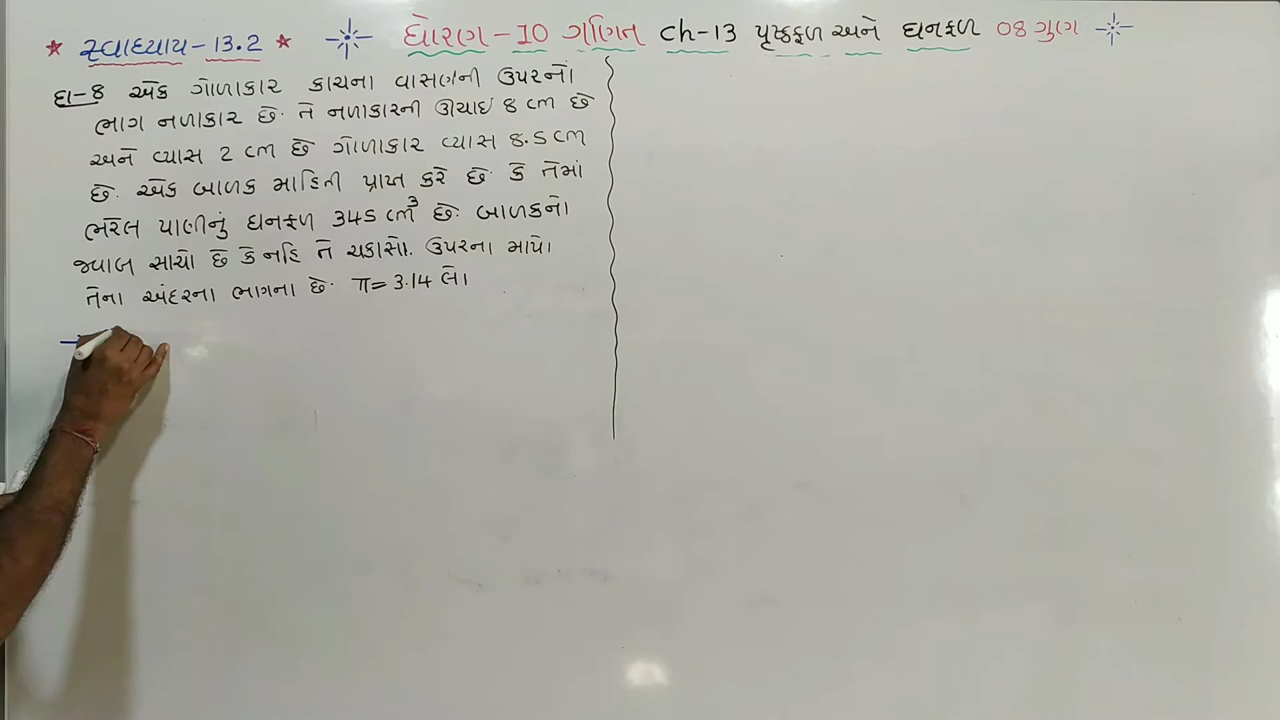 ★ સ્વાધ્યાય - 13.2 ★ ધોરણ - 10 ગણિત ch-13 પૃષ્ઠફળ અને ઘનફળ 08 ગુણ
દા-8 એક ગોળાકાર કાચના વાસણની ઉપરનો
ભાગ નળાકાર છે. તે નળાકારની ઊંચાઇ 8 cm છે
અને વ્યાસ 2 cm છે ગોળાકાર વ્યાસ 8.5 cm
છે. એક બાળક માહિતી પ્રાપ્ત કરે છે કે તેમાં
ભરેલ પાણીનું ઘનફળ 345 cm³ છે. બાળકનો
જવાબ સાચો છે કે નહિ તે ચકાસો. ઉપરના માપો
તેના અંદરના ભાગના છે. π = 3.14 લો